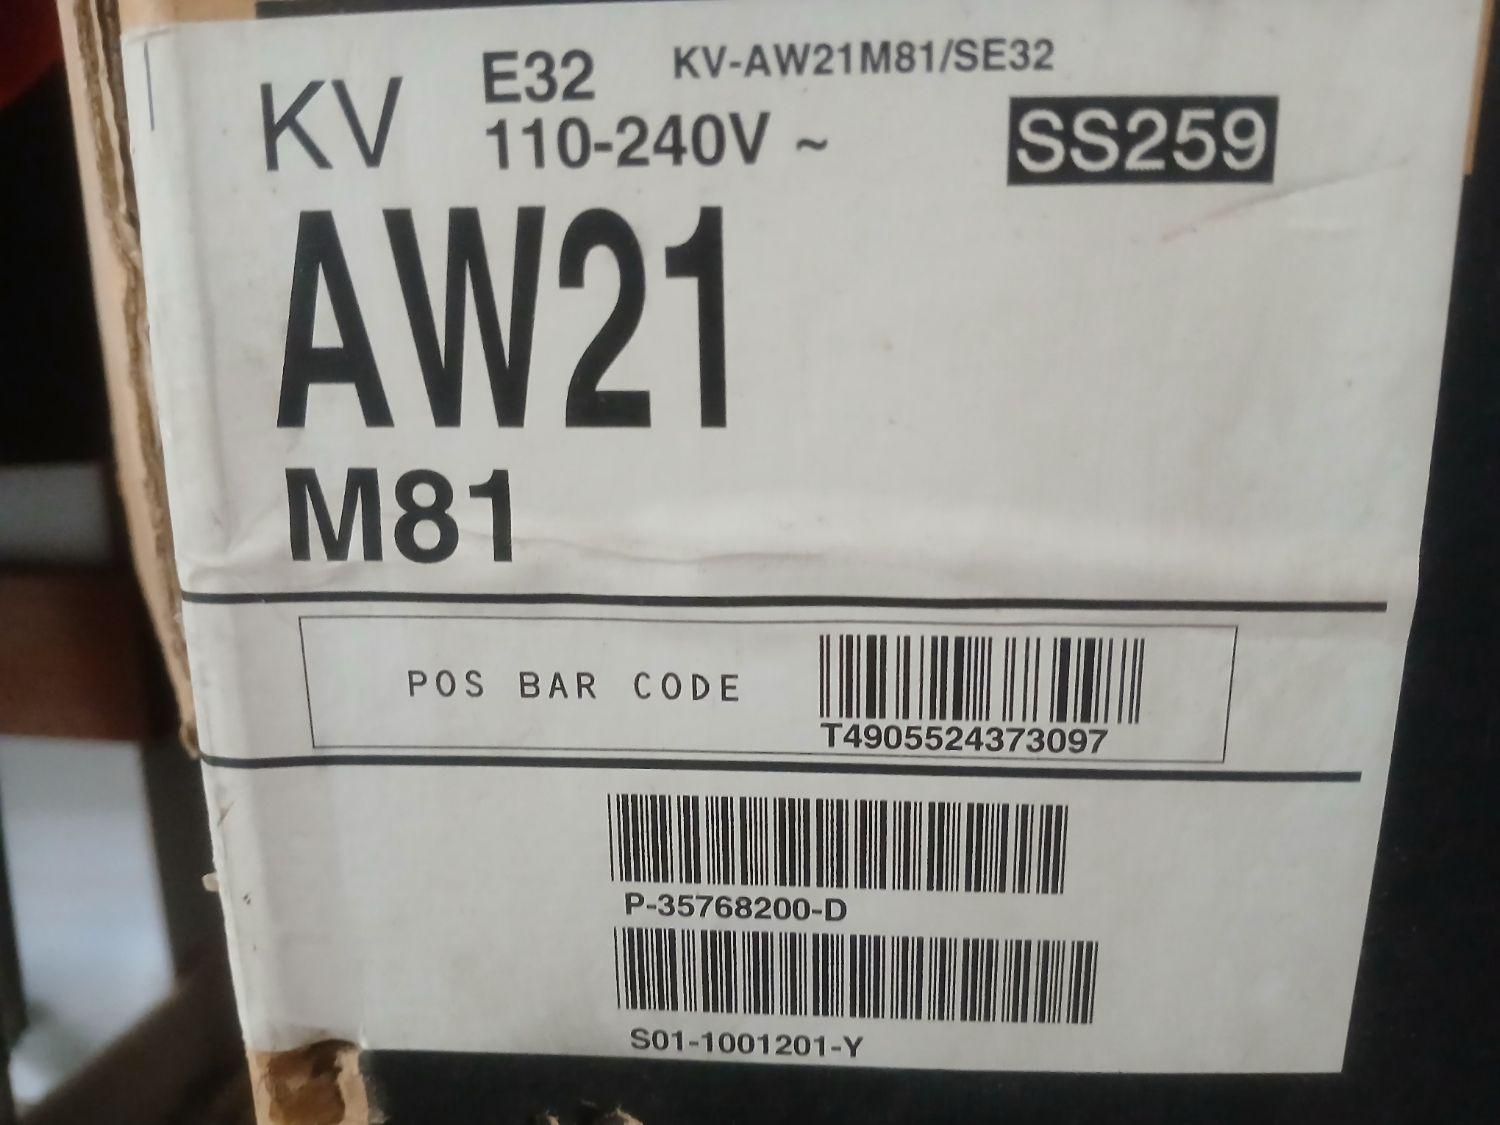 KV
E32
KV-AW21M81/SE32
110-240V ~
SS259
AW21
M81
POS BAR CODE
T4905524373097
P-35768200-D
S01-1001201-Y